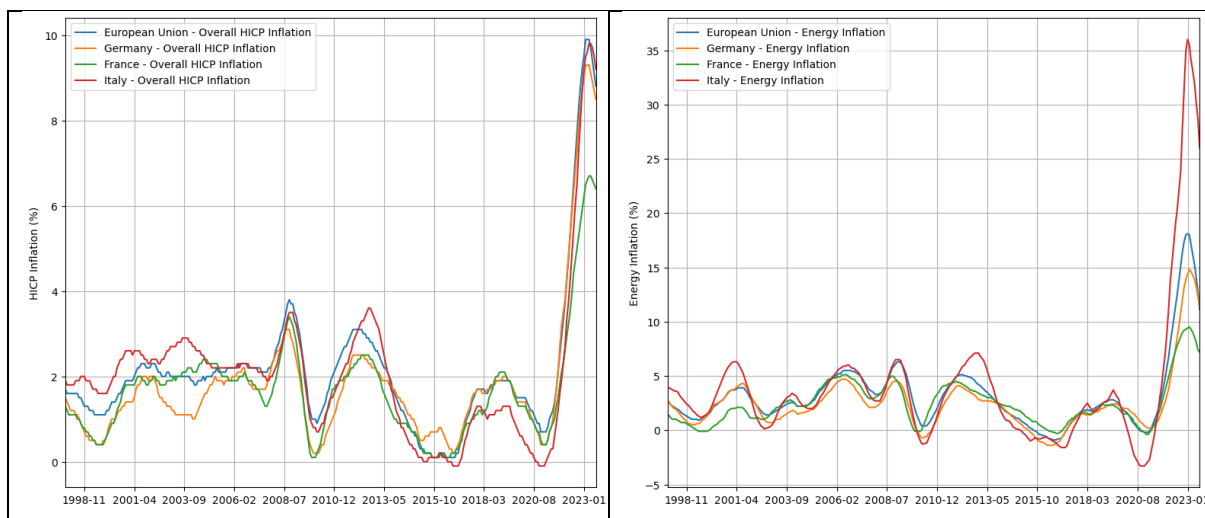 European Union - Overall HICP Inflation
Germany - Overall HICP Inflation
France - Overall HICP Inflation
Italy - Overall HICP Inflation
HICP Inflation (%)
10
8
6
4
2
0
1998-11 2001-04 2003-09 2006-02 2008-07 2010-12 2013-05 2015-10 2018-03 2020-08 2023-01
European Union - Energy Inflation
Germany - Energy Inflation
France - Energy Inflation
Italy - Energy Inflation
Energy Inflation (%)
35
30
25
20
15
10
5
0
−5
1998-11 2001-04 2003-09 2006-02 2008-07 2010-12 2013-05 2015-10 2018-03 2020-08 2023-01